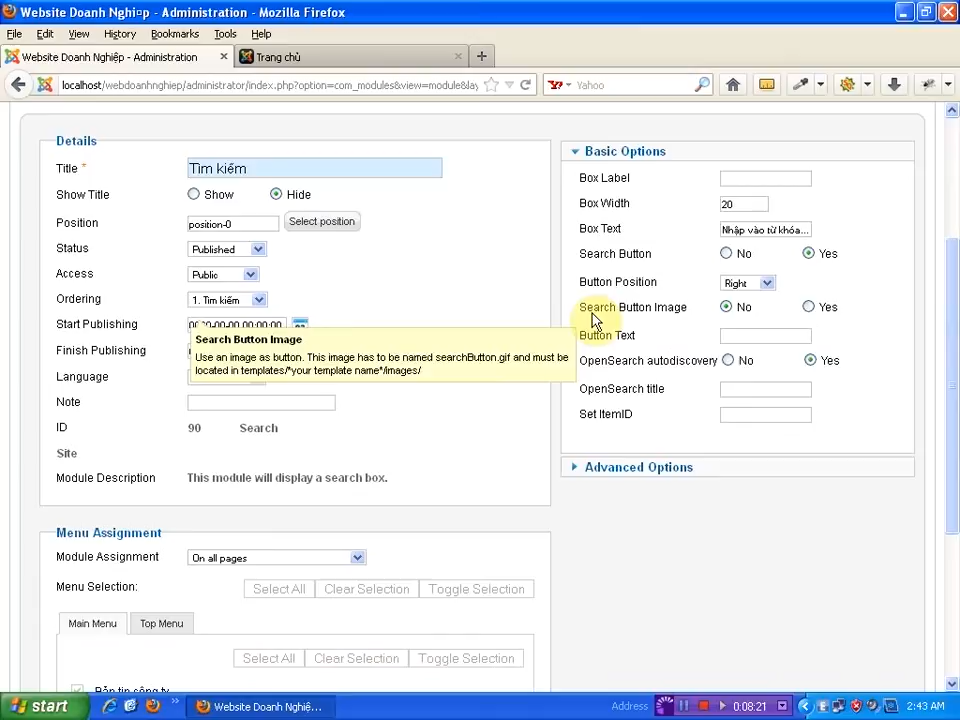 Website Doanh Nghiệp - Administration - Mozilla Firefox
File Edit View History Bookmarks Tools Help
Website Doanh Nghiệp - Administration
Trang chủ
localhost/webdoanhnghiep/administrator/index.php?option=com_modules&view=module&lay
Yahoo
Details
Title *
Tìm kiếm
Show Title
Show
Hide
Position
position-0
Select position
Status
Published
Access
Public
Ordering
1. Tìm kiếm
Start Publishing
Finish Publishing
Language
Note
ID
90
Search
Site
Module Description
This module will display a search box.
Search Button Image
Use an image as button. This image has to be named searchButton.gif and must be
located in templates/*your template name*/images/
Basic Options
Box Label
Box Width
20
Box Text
Nhập vào từ khóa...
Search Button
No
Yes
Button Position
Right
Search Button Image
No
Yes
Button Text
OpenSearch autodiscovery
No
Yes
OpenSearch title
Set ItemID
Advanced Options
Menu Assignment
Module Assignment
On all pages
Menu Selection:
Select All
Clear Selection
Toggle Selection
Main Menu
Top Menu
Select All
Clear Selection
Toggle Selection
Bản tin công ty
start
Website Doanh Nghiệ...
Address
0:08:21
2:43 AM